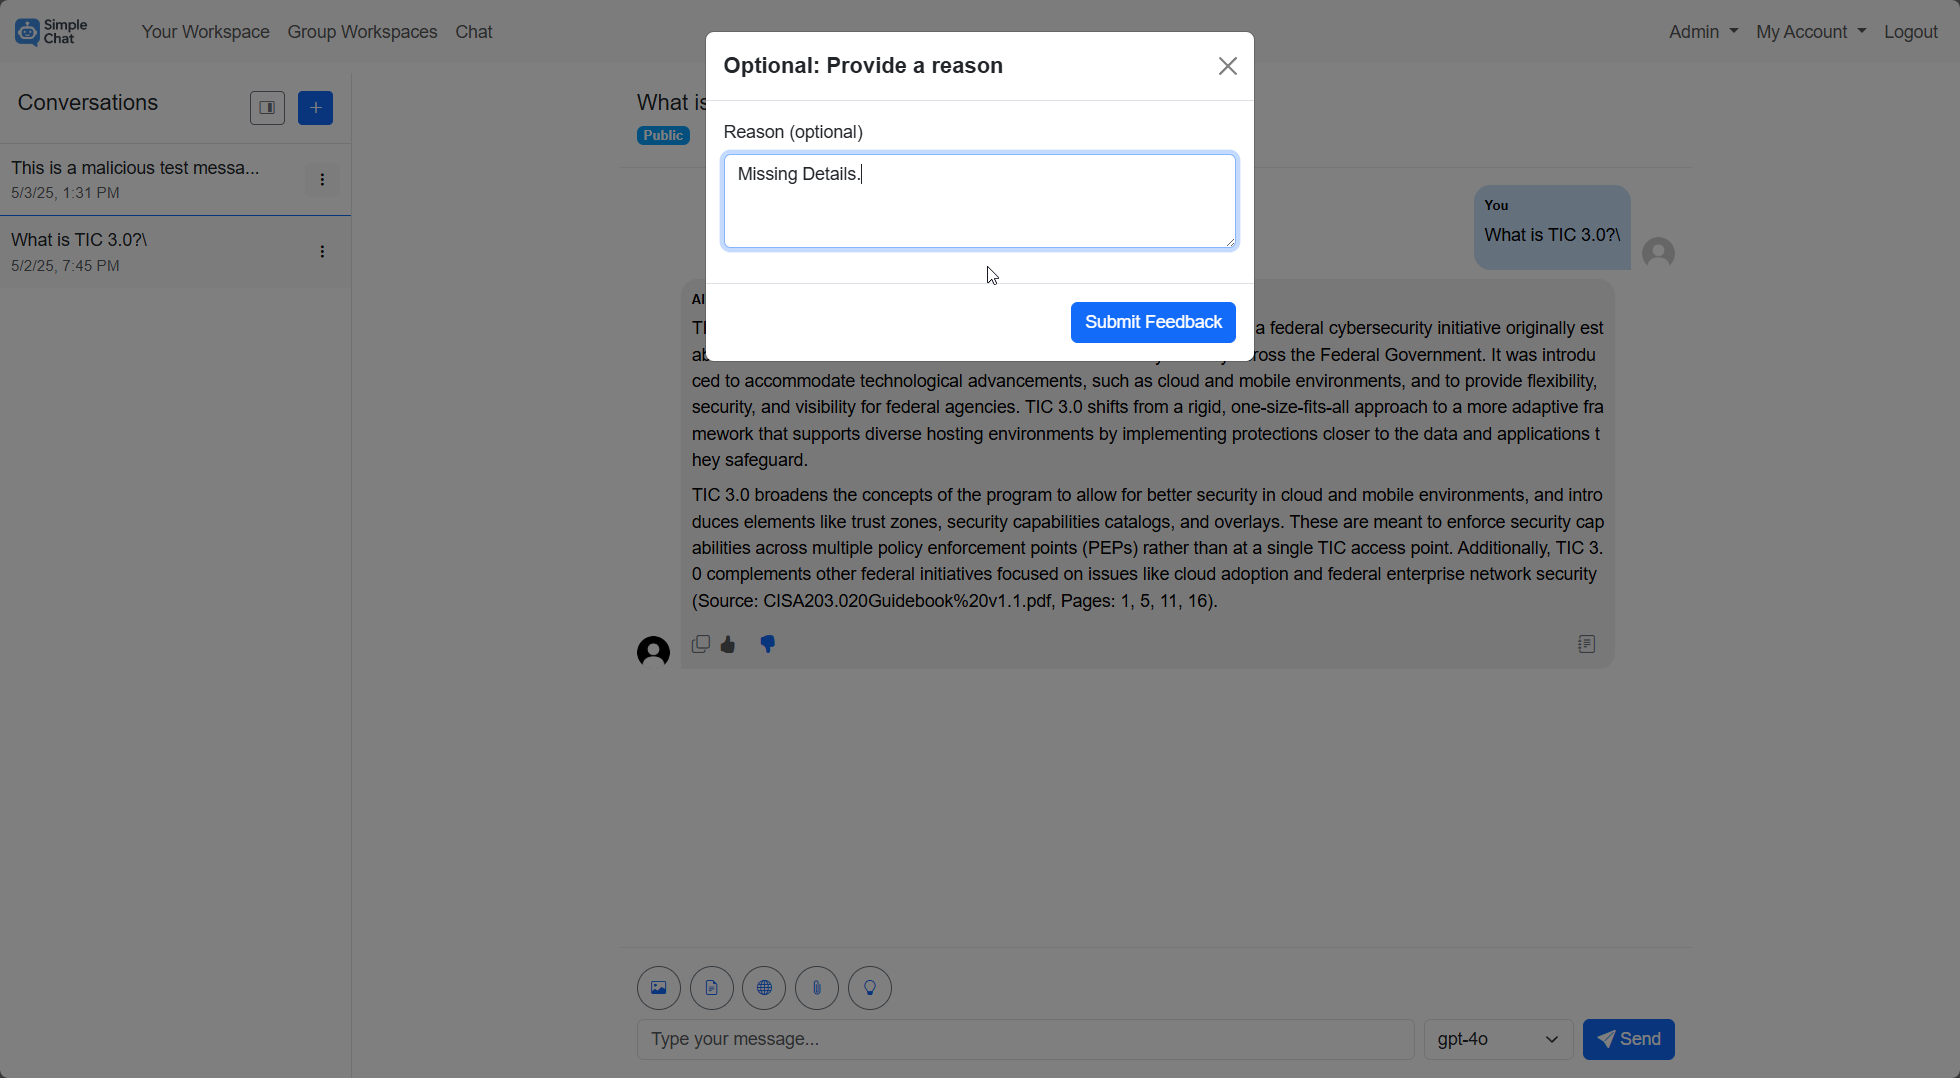 Simple
Chat
Your Workspace
Group Workspaces
Chat
Admin
My Account
Logout
Conversations
This is a malicious test messa...
5/3/25, 1:31 PM
What is TIC 3.0?\
5/2/25, 7:45 PM
What is
Public
Optional: Provide a reason
Reason (optional)
Missing Details.
Submit Feedback
You
What is TIC 3.0?\
AI
a federal cybersecurity initiative originally est
ross the Federal Government. It was introdu
ced to accommodate technological advancements, such as cloud and mobile environments, and to provide flexibility,
security, and visibility for federal agencies. TIC 3.0 shifts from a rigid, one-size-fits-all approach to a more adaptive fra
mework that supports diverse hosting environments by implementing protections closer to the data and applications t
hey safeguard.
TIC 3.0 broadens the concepts of the program to allow for better security in cloud and mobile environments, and intro
duces elements like trust zones, security capabilities catalogs, and overlays. These are meant to enforce security cap
abilities across multiple policy enforcement points (PEPs) rather than at a single TIC access point. Additionally, TIC 3.
0 complements other federal initiatives focused on issues like cloud adoption and federal enterprise network security
(Source: CISA203.020Guidebook%20v1.1.pdf, Pages: 1, 5, 11, 16).
Type your message...
gpt-4o
Send